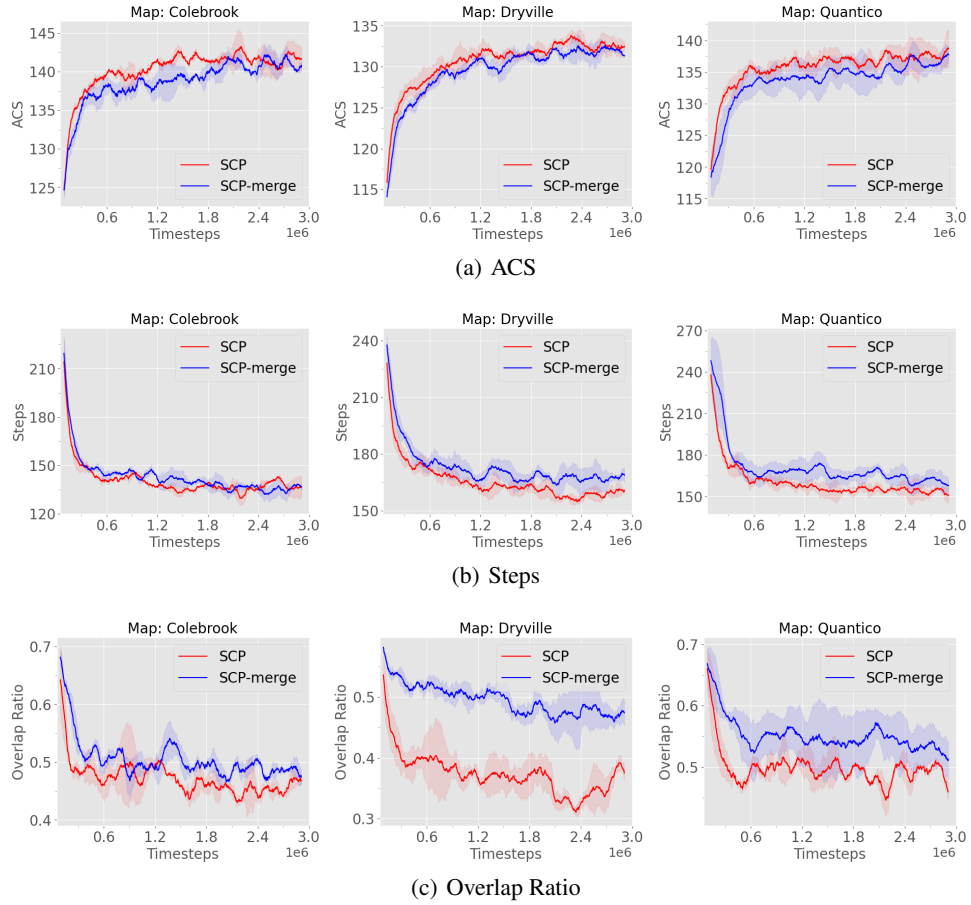 Map: Colebrook
Map: Dryville
Map: Quantico
ACS
145
140
135
130
125
SCP
SCP-merge
0.6 1.2 1.8 2.4 3.0
Timesteps
1e6
ACS
135
130
125
120
115
SCP
SCP-merge
0.6 1.2 1.8 2.4 3.0
Timesteps
1e6
ACS
140
135
130
125
120
115
SCP
SCP-merge
0.6 1.2 1.8 2.4 3.0
Timesteps
1e6
(a) ACS
Map: Colebrook
Map: Dryville
Map: Quantico
Steps
210
180
150
120
SCP
SCP-merge
0.6 1.2 1.8 2.4 3.0
Timesteps
1e6
Steps
240
210
180
150
SCP
SCP-merge
0.6 1.2 1.8 2.4 3.0
Timesteps
1e6
Steps
270
240
210
180
150
SCP
SCP-merge
0.6 1.2 1.8 2.4 3.0
Timesteps
1e6
(b) Steps
Map: Colebrook
Map: Dryville
Map: Quantico
Overlap Ratio
0.7
0.6
0.5
0.4
SCP
SCP-merge
0.6 1.2 1.8 2.4 3.0
Timesteps
1e6
Overlap Ratio
0.5
0.4
0.3
SCP
SCP-merge
0.6 1.2 1.8 2.4 3.0
Timesteps
1e6
Overlap Ratio
0.7
0.6
0.5
SCP
SCP-merge
0.6 1.2 1.8 2.4 3.0
Timesteps
1e6
(c) Overlap Ratio